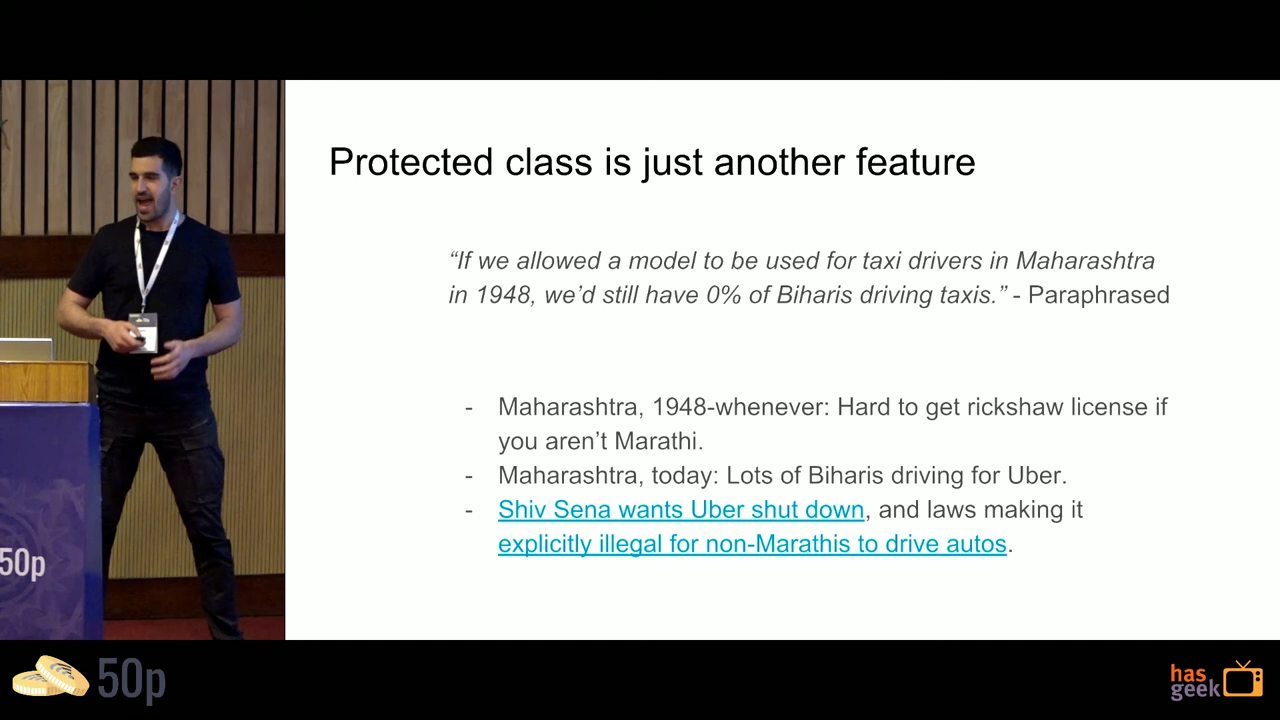 Protected class is just another feature
“If we allowed a model to be used for taxi drivers in Maharashtra
in 1948, we’d still have 0% of Biharis driving taxis.” - Paraphrased
- Maharashtra, 1948-whenever: Hard to get rickshaw license if
you aren’t Marathi.
- Maharashtra, today: Lots of Biharis driving for Uber.
- Shiv Sena wants Uber shut down, and laws making it
explicitly illegal for non-Marathis to drive autos.
50p
50p
has
geek